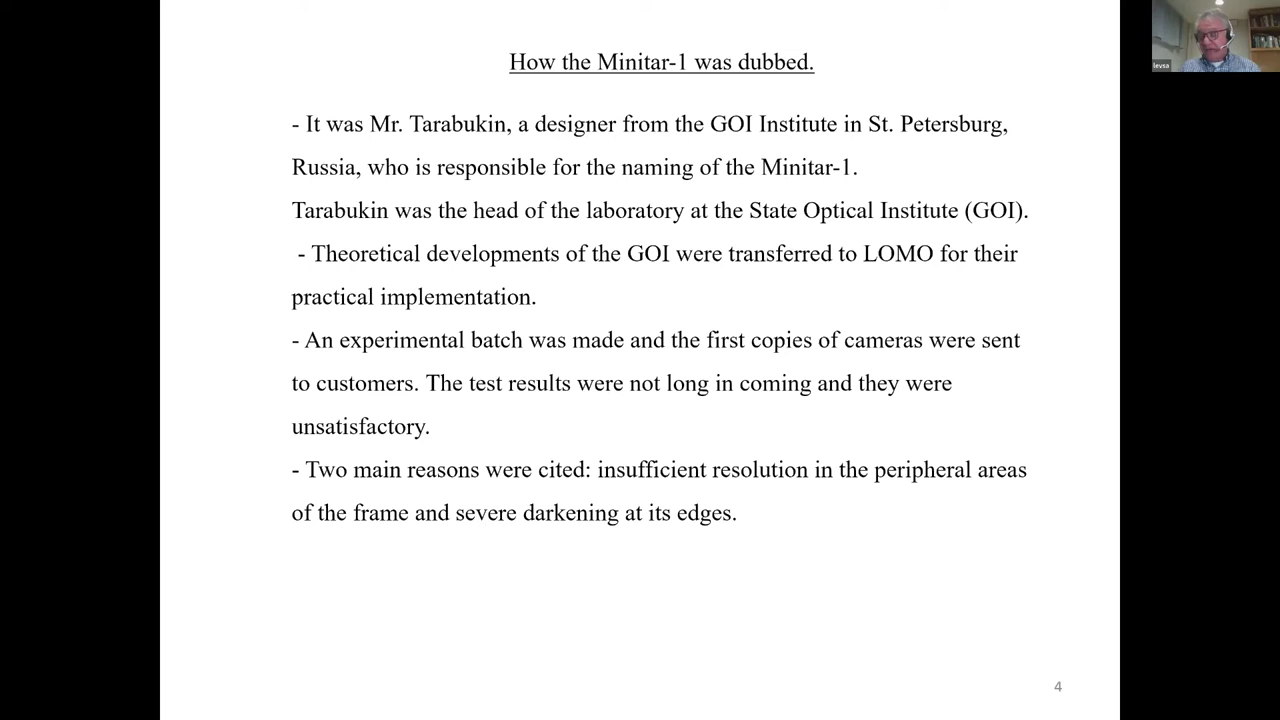 How the Minitar-1 was dubbed.
- It was Mr. Tarabukin, a designer from the GOI Institute in St. Petersburg,
Russia, who is responsible for the naming of the Minitar-1.
Tarabukin was the head of the laboratory at the State Optical Institute (GOI).
- Theoretical developments of the GOI were transferred to LOMO for their
practical implementation.
- An experimental batch was made and the first copies of cameras were sent
to customers. The test results were not long in coming and they were
unsatisfactory.
- Two main reasons were cited: insufficient resolution in the peripheral areas
of the frame and severe darkening at its edges.
4
levsa